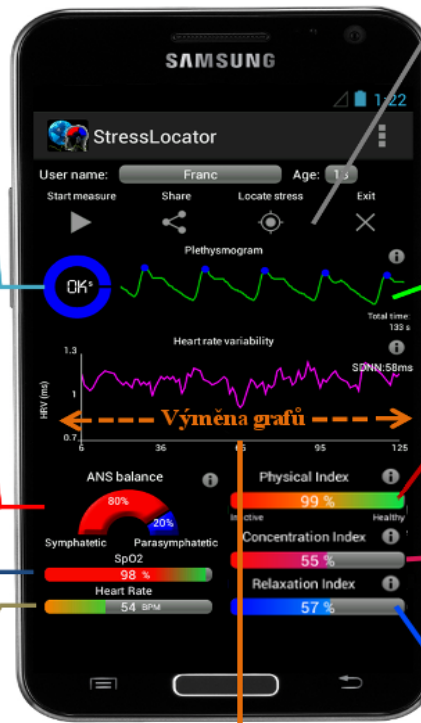 SAMSUNG
1:22
StressLocator
User name: Franc Age: 13
Start measure Share Locate stress Exit
Plethysmogram
OKˢ
Total time:
133 s
Heart rate variability
SDNN:58ms
1.3
HRV (ms)
1
0.7
Výměna grafů
6 36 65 95 125
ANS balance
80%
20%
Symphatetic Parasymphatetic
SpO2
98 %
Heart Rate
54 BPM
Physical Index
99 %
Inactive Healthy
Concentration Index
55 %
Relaxation Index
57 %